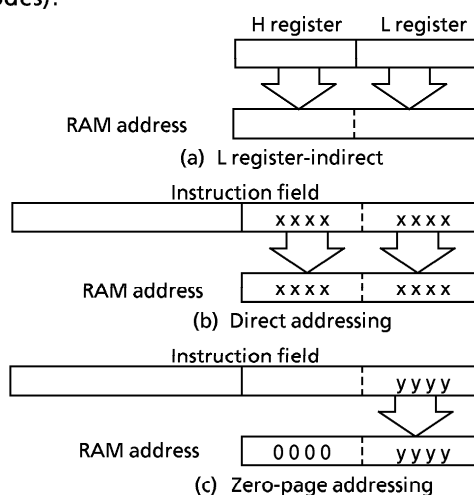 odes):
H register L register
RAM address
(a) L register-indirect
Instruction field
x x x x x x x x
RAM address x x x x x x x x
(b) Direct addressing
Instruction field
y y y y
RAM address 0 0 0 0 y y y y
(c) Zero-page addressing